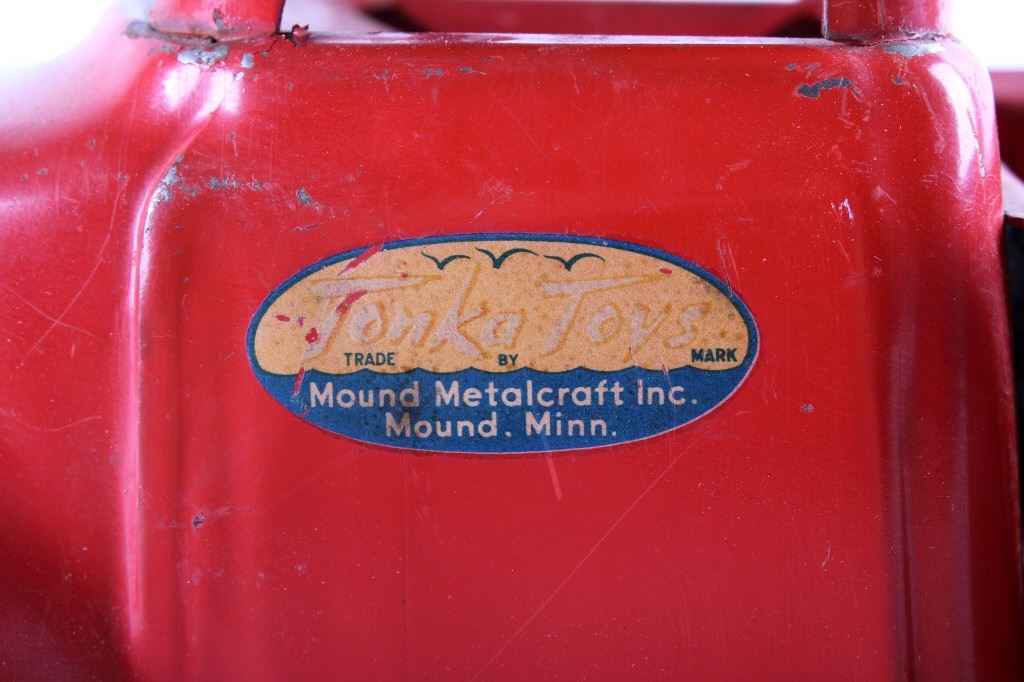 Tonka Toys
TRADE BY MARK
Mound Metalcraft Inc.
Mound. Minn.